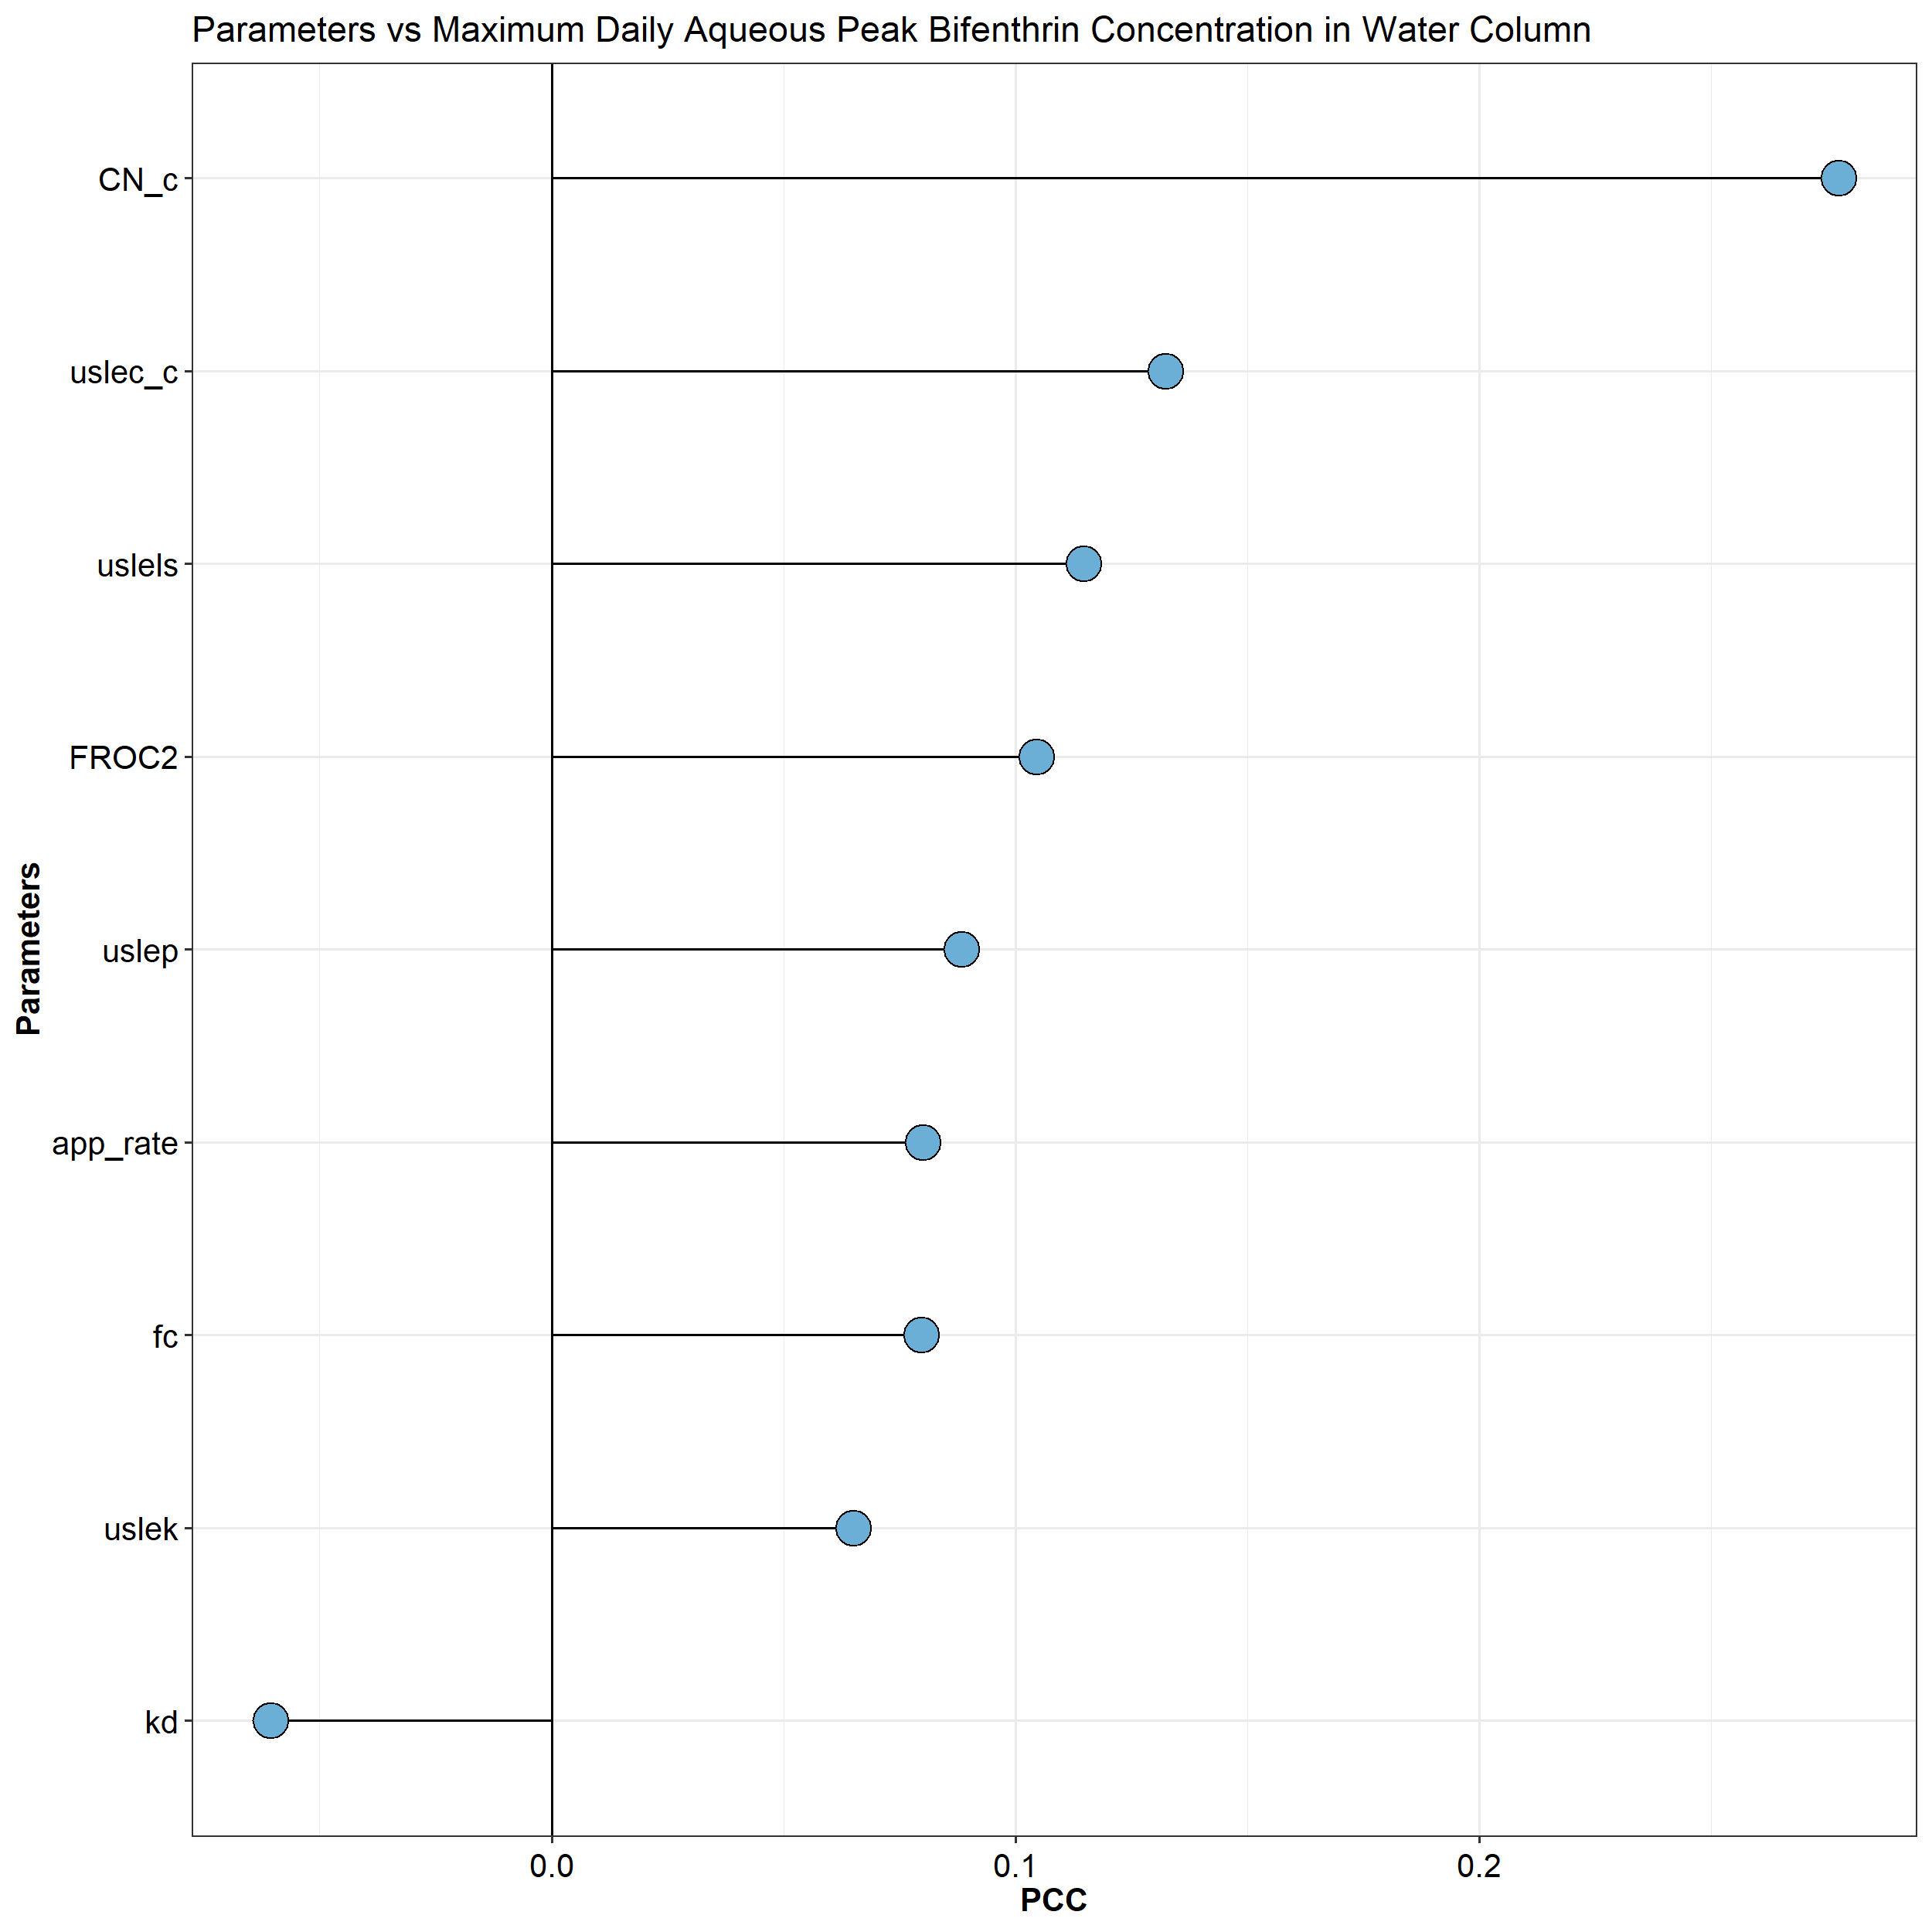 Parameters vs Maximum Daily Aqueous Peak Bifenthrin Concentration in Water Column
CN_c
uslec_c
uslels
FROC2
uslep
app_rate
fc
uslek
kd
Parameters
0.0
0.1
0.2
PCC